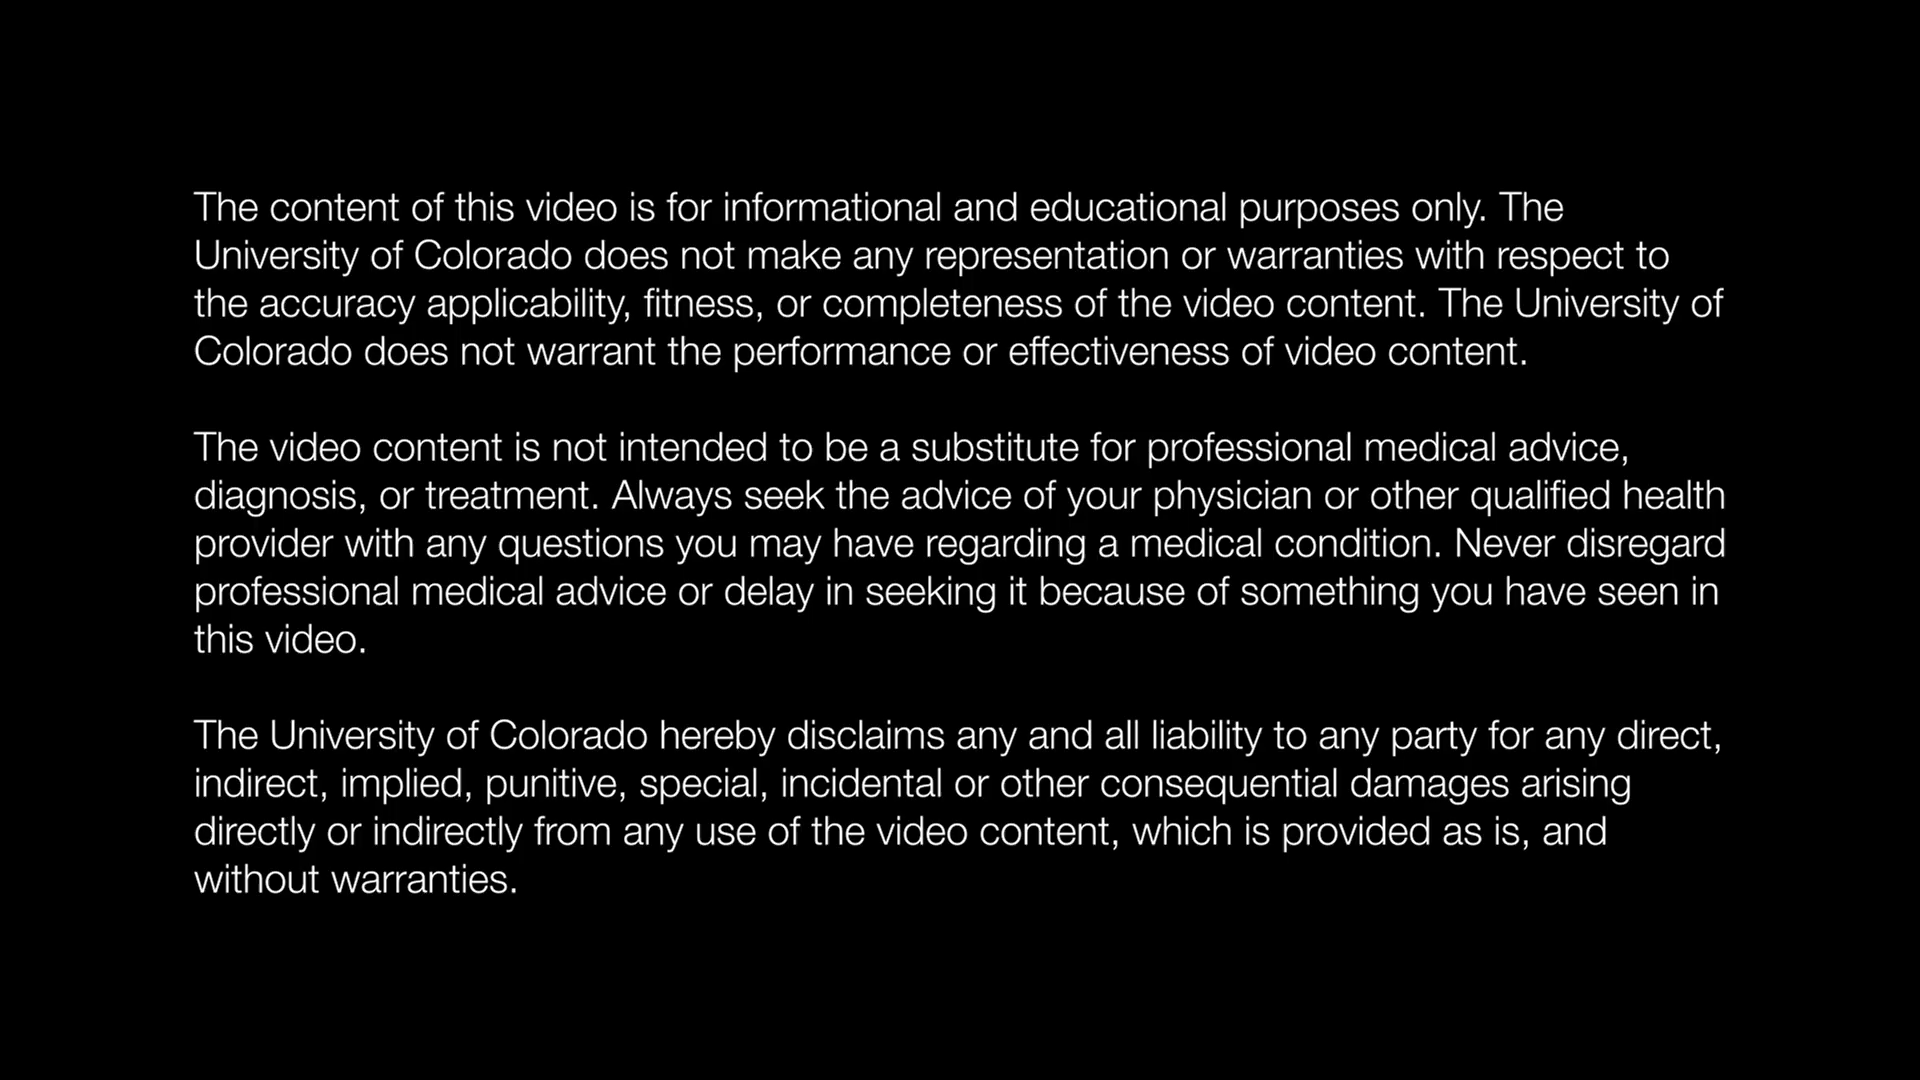 The content of this video is for informational and educational purposes only. The
University of Colorado does not make any representation or warranties with respect to
the accuracy applicability, fitness, or completeness of the video content. The University of
Colorado does not warrant the performance or effectiveness of video content.
The video content is not intended to be a substitute for professional medical advice,
diagnosis, or treatment. Always seek the advice of your physician or other qualified health
provider with any questions you may have regarding a medical condition. Never disregard
professional medical advice or delay in seeking it because of something you have seen in
this video.
The University of Colorado hereby disclaims any and all liability to any party for any direct,
indirect, implied, punitive, special, incidental or other consequential damages arising
directly or indirectly from any use of the video content, which is provided as is, and
without warranties.